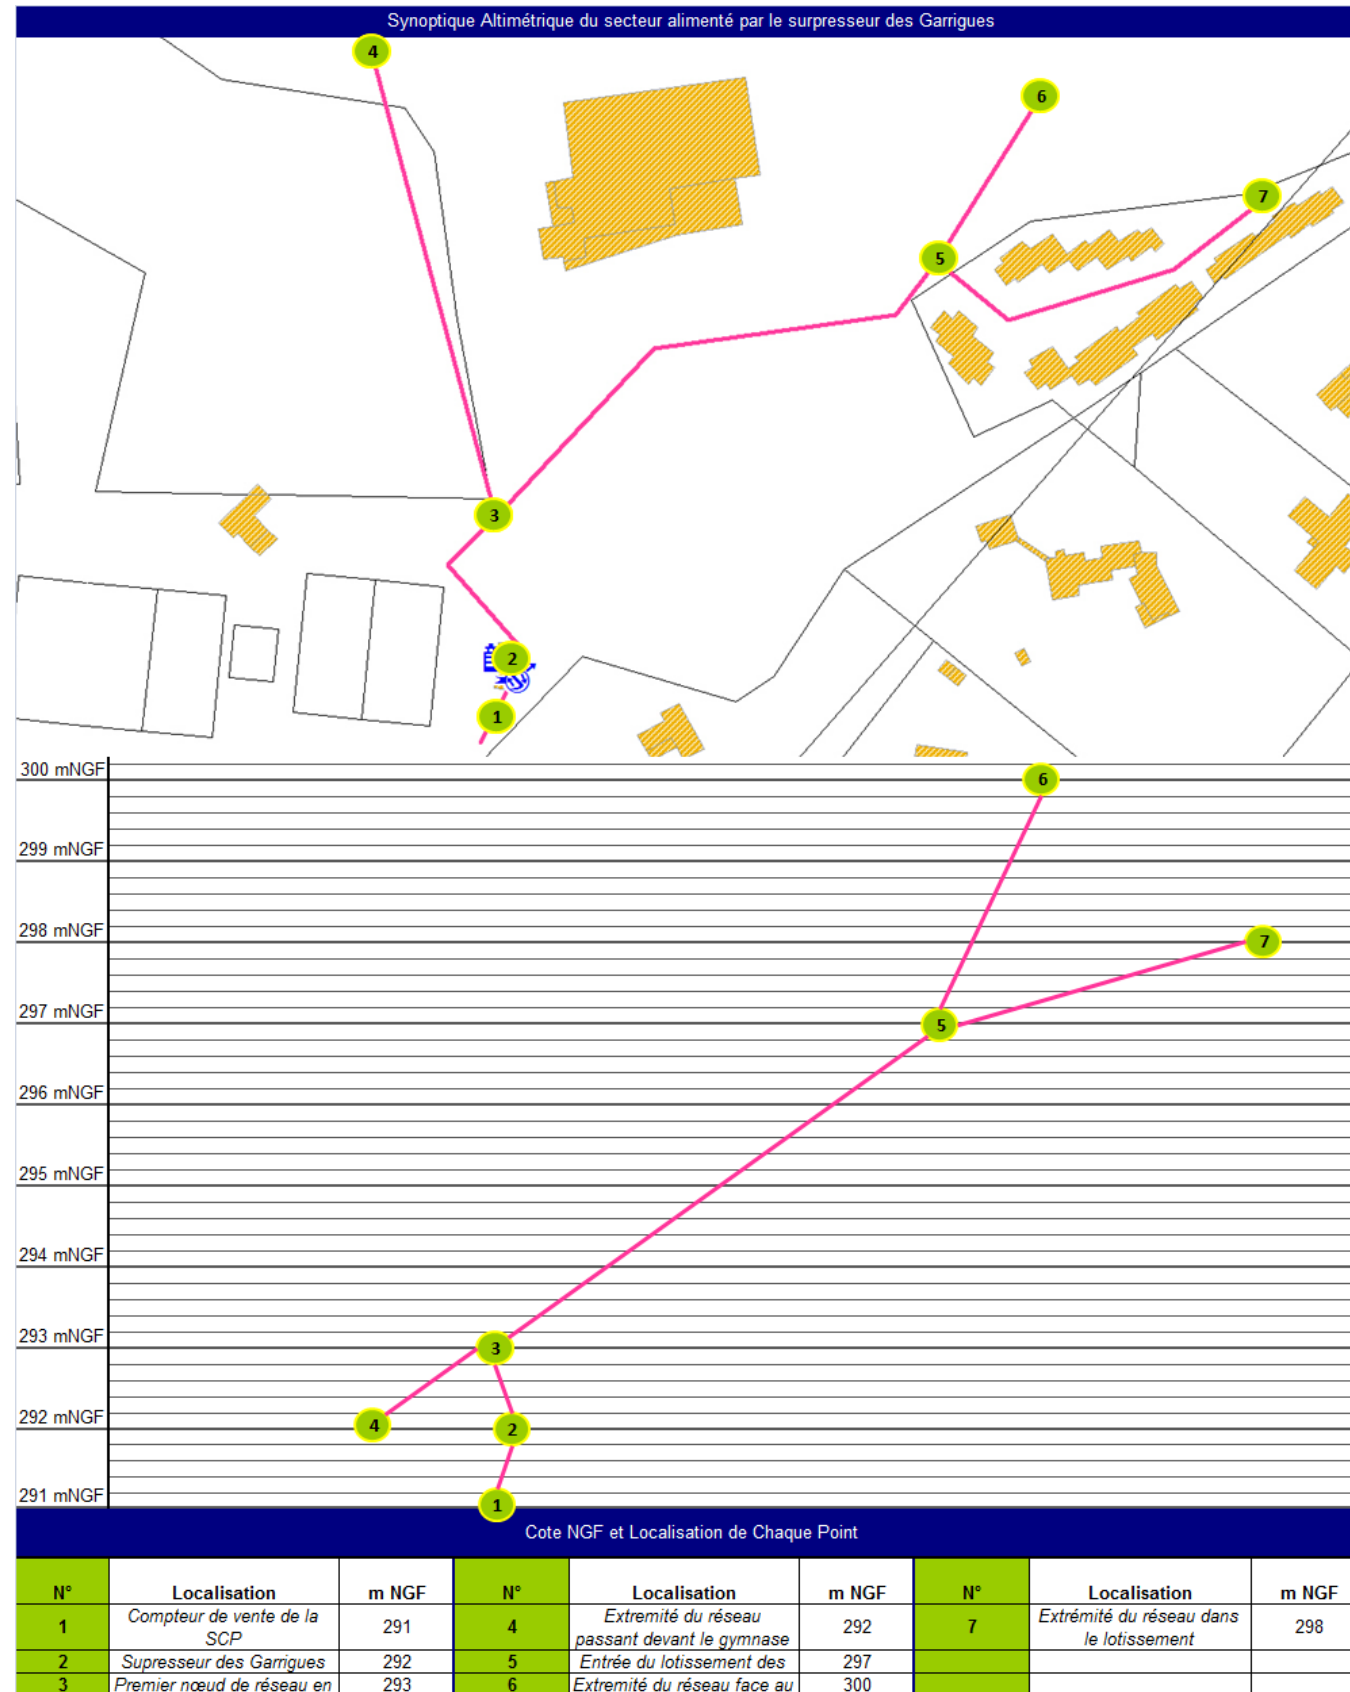 Synoptique Altimétrique du secteur alimenté par le surpresseur des Garrigues
4
6
7
5
3
2
1
300 mNGF
6
299 mNGF
298 mNGF
7
297 mNGF
5
296 mNGF
295 mNGF
294 mNGF
293 mNGF
3
292 mNGF
4
2
291 mNGF
1
Cote NGF et Localisation de Chaque Point
N° Localisation m NGF N° Localisation m NGF N° Localisation m NGF
1 Compteur de vente de la SCP 291 4 Extremité du réseau passant devant le gymnase 292 7 Extrémité du réseau dans le lotissement 298
2 Supresseur des Garrigues 292 5 Entrée du lotissement des 297
3 Premier nœud de réseau en 293 6 Extremité du réseau face au 300